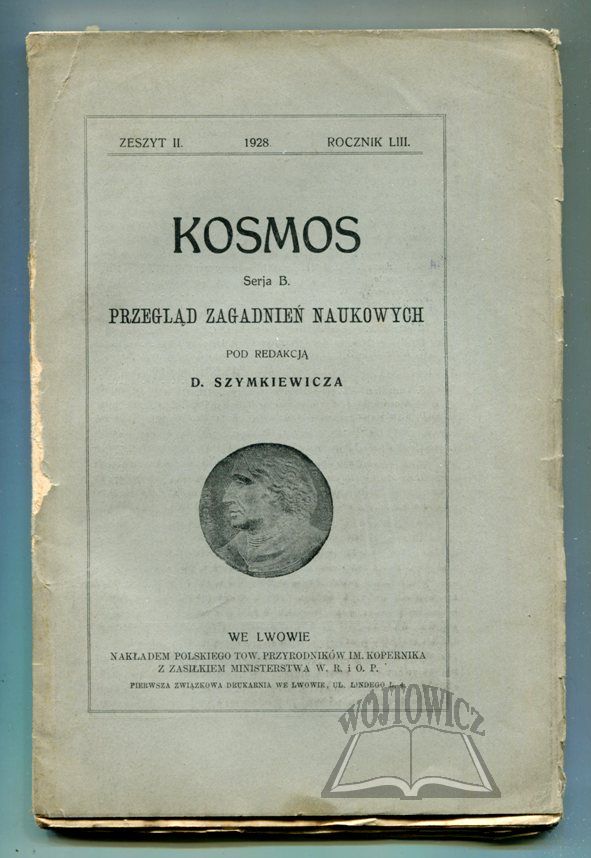 ZESZYT II. 1928. ROCZNIK LIII.
KOSMOS
Serja B.
PRZEGLĄD ZAGADNIEŃ NAUKOWYCH
POD REDAKCJĄ
D. SZYMKIEWICZA
WE LWOWIE
NAKŁADEM POLSKIEGO TOW. PRZYRODNIKÓW IM. KOPERNIKA
Z ZASIŁKIEM MINISTERSTWA W. R. i O. P.
PIERWSZA ZWIĄZKOWA DRUKARNIA WE LWOWIE, UL. LINDEGO L. 4.
WÓJTOWICZ